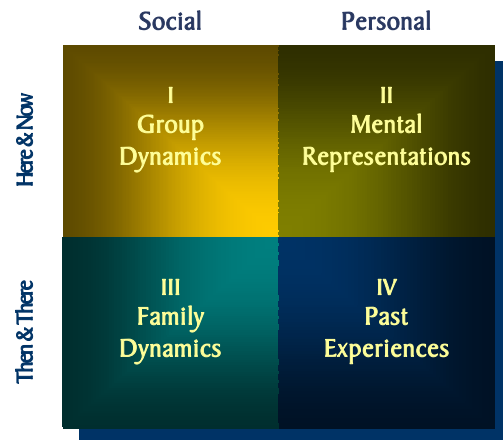 Social Personal
Here & Now
I
Group
Dynamics
II
Mental
Representations
Then & There
III
Family
Dynamics
IV
Past
Experiences